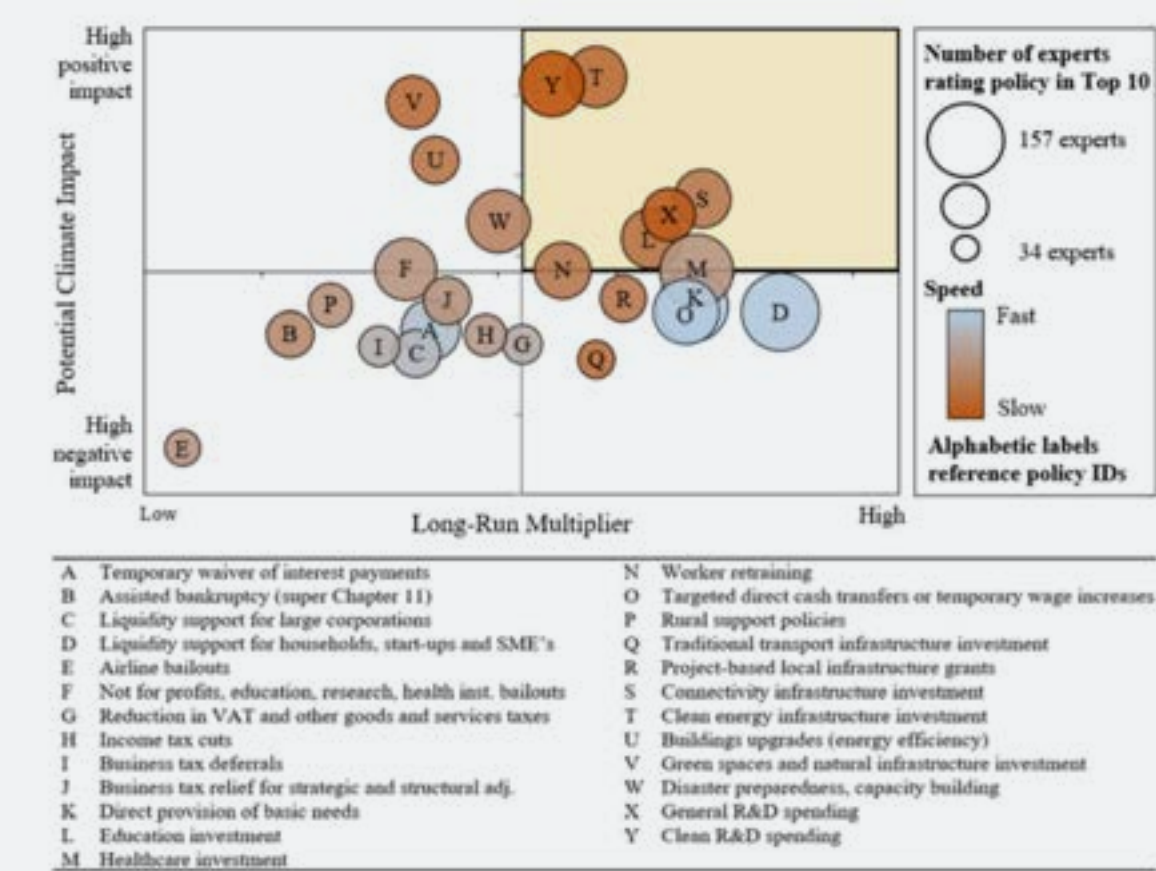 High
positive
impact
Potential Climate Impact
High
negative
impact
Low
Long-Run Multiplier
High
Y
T
V
U
W
S
X
L
F
N
M
J
P
R
K
O
D
B
A
H
I
C
G
Q
E
Number of experts
rating policy in Top 10
157 experts
34 experts
Speed
Fast
Slow
Alphabetic labels
reference policy IDs
A Temporary waiver of interest payments
B Assisted bankruptcy (super Chapter 11)
C Liquidity support for large corporations
D Liquidity support for households, start-ups and SME's
E Airline bailouts
F Not for profits, education, research, health inst. bailouts
G Reduction in VAT and other goods and services taxes
H Income tax cuts
I Business tax deferrals
J Business tax relief for strategic and structural adj.
K Direct provision of basic needs
L Education investment
M Healthcare investment
N Worker retraining
O Targeted direct cash transfers or temporary wage increases
P Rural support policies
Q Traditional transport infrastructure investment
R Project-based local infrastructure grants
S Connectivity infrastructure investment
T Clean energy infrastructure investment
U Buildings upgrades (energy efficiency)
V Green spaces and natural infrastructure investment
W Disaster preparedness, capacity building
X General R&D spending
Y Clean R&D spending